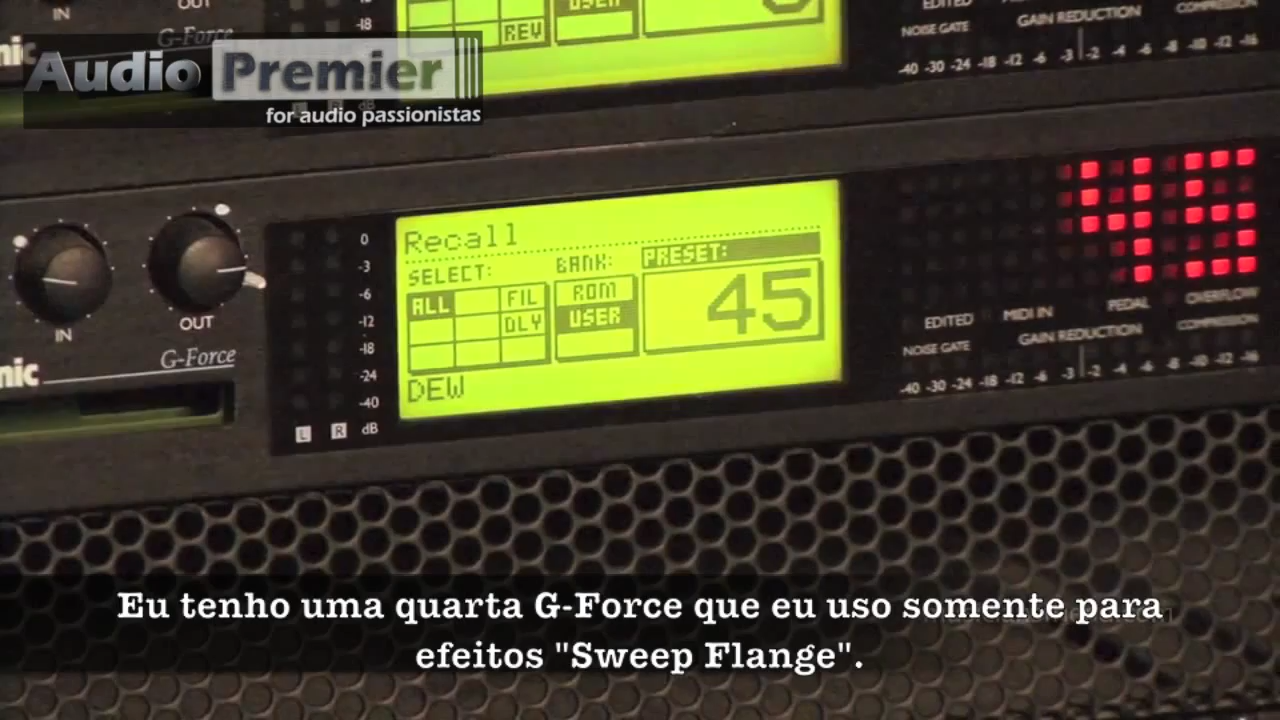 IN
OUT
nic
G-Force
-18
REV
USER
EDITED
NOISE GATE
GAIN REDUCTION
COMPRESSION
-40 -30 -24 -18 -12 -6 -3 -2 -4 -6 -8 -10 -12 -16
L R dB
Audio Premier
for audio passionistas
IN
OUT
nic
G-Force
0
-3
-6
-12
-18
-24
-40
L R dB
Recall
SELECT: BANK: PRESET:
ALL FIL ROM 45
DLY USER
DEW
45
EDITED MIDI IN PEDAL OVERFLOW
NOISE GATE GAIN REDUCTION COMPRESSION
-40 -30 -24 -18 -12 -6 -3 -2 -4 -6 -8 -10 -12 -16
Eu tenho uma quarta G-Force que eu uso somente para
efeitos "Sweep Flange".